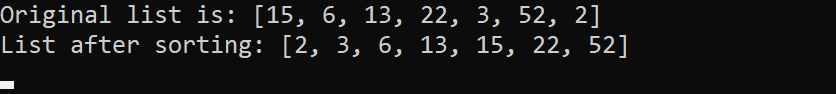 Original list is: [15, 6, 13, 22, 3, 52, 2]
List after sorting: [2, 3, 6, 13, 15, 22, 52]